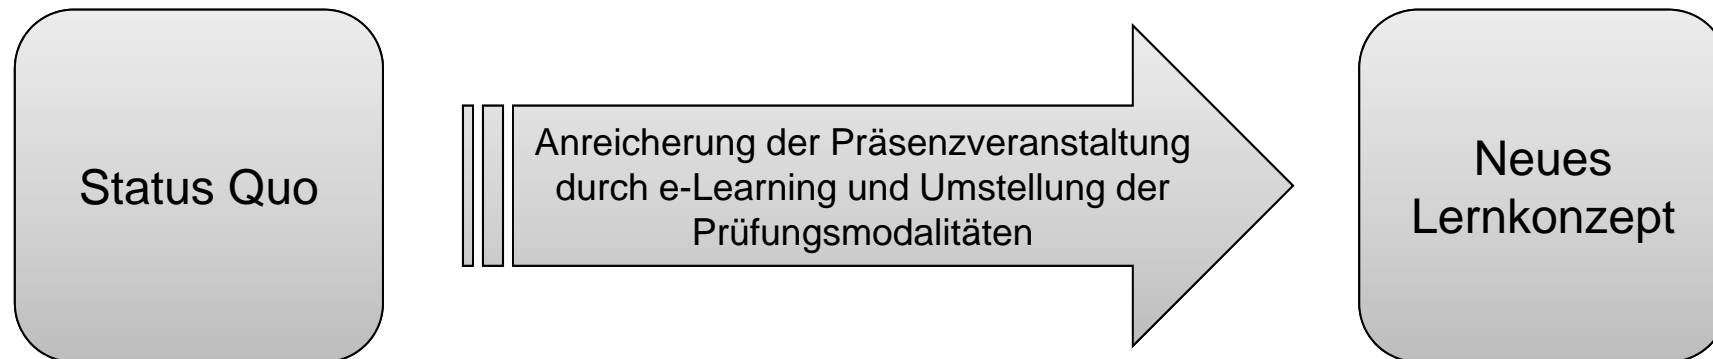 Status Quo
Anreicherung der Präsenzveranstaltung
durch e-Learning und Umstellung der
Prüfungsmodalitäten
Neues
Lernkonzept